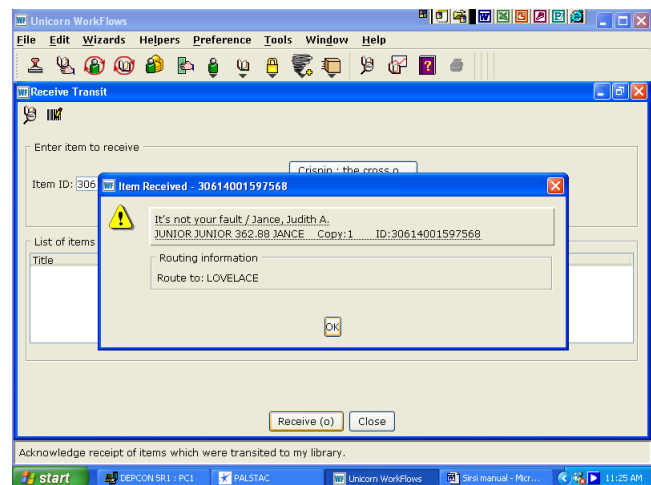 Unicorn WorkFlows
File Edit Wizards Helpers Preference Tools Window Help
Receive Transit
Enter item to receive
Crispin : the cross o
Item ID: 306
Item Received - 30614001597568
It's not your fault / Jance, Judith A.
JUNIOR JUNIOR 362.88 JANCE Copy:1 ID:30614001597568
Routing information
Route to: LOVELACE
OK
List of items
Title
Receive (o) Close
Acknowledge receipt of items which were transited to my library.
start DEPCON SR1 : PC1 PALSTAC Unicorn WorkFlows Sirsi manual - Micr... 11:25 AM